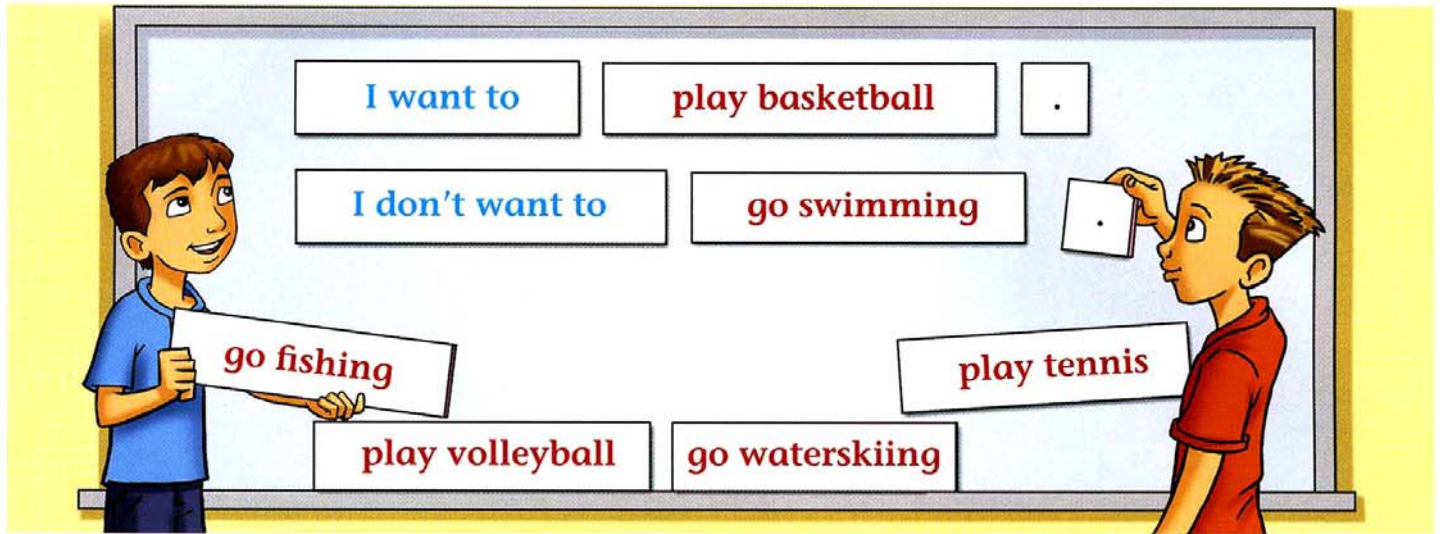 I want to play basketball .
I don't want to go swimming .
go fishing play tennis
play volleyball go waterskiing